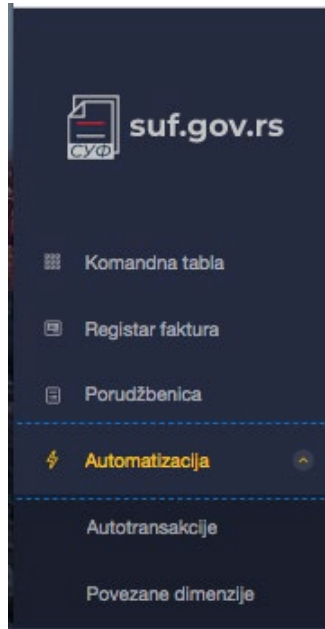 СУФ
suf.gov.rs
Komandna tabla
Registar faktura
Porudžbenica
Automatizacija
Autotransakcije
Povezane dimenzije